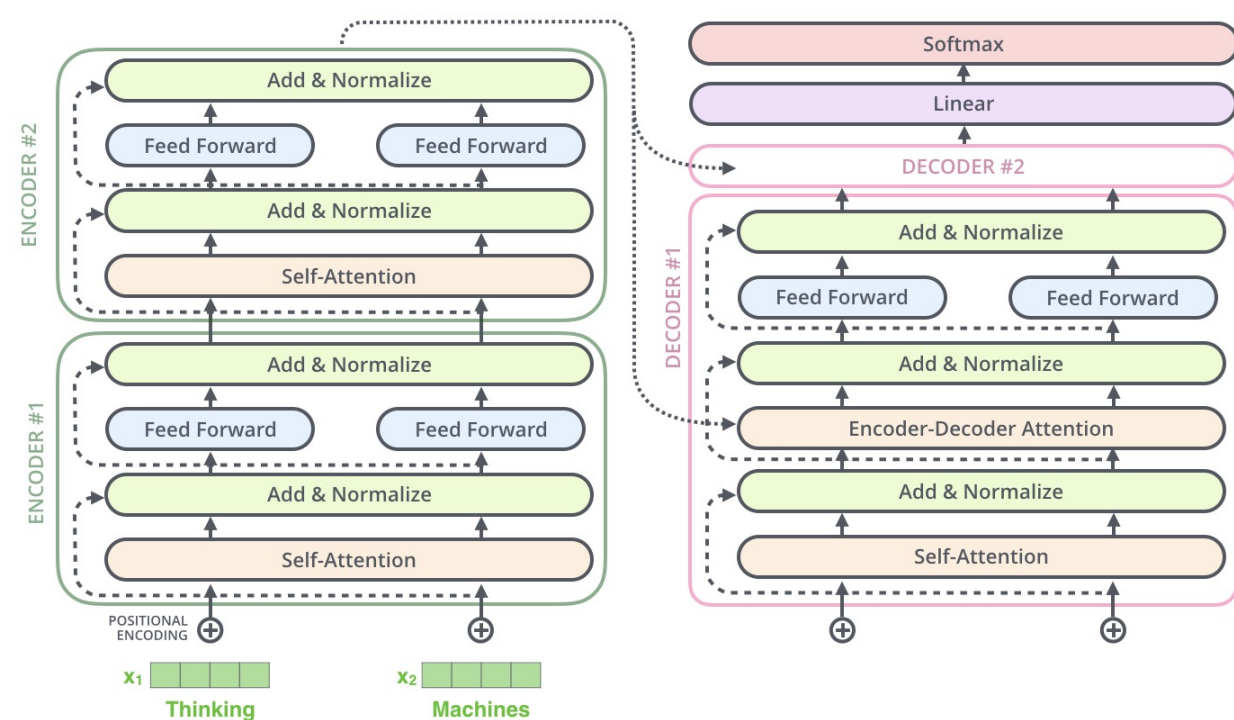 ENCODER #2
Add & Normalize
Feed Forward
Feed Forward
Add & Normalize
Self-Attention
ENCODER #1
Add & Normalize
Feed Forward
Feed Forward
Add & Normalize
Self-Attention
POSITIONAL
ENCODING
x₁
x₂
Thinking
Machines
Softmax
Linear
DECODER #2
DECODER #1
Add & Normalize
Feed Forward
Feed Forward
Add & Normalize
Encoder-Decoder Attention
Add & Normalize
Self-Attention